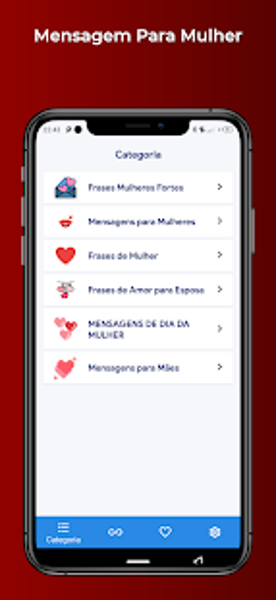 Mensagem Para Mulher
22:43
Categoria
Frases Mulheres Fortes
Mensagens para Mulheres
Frases de Mulher
Frases de Amor para Esposa
MENSAGENS DE DIA DA
MULHER
Mensagens para Mães
Categoria